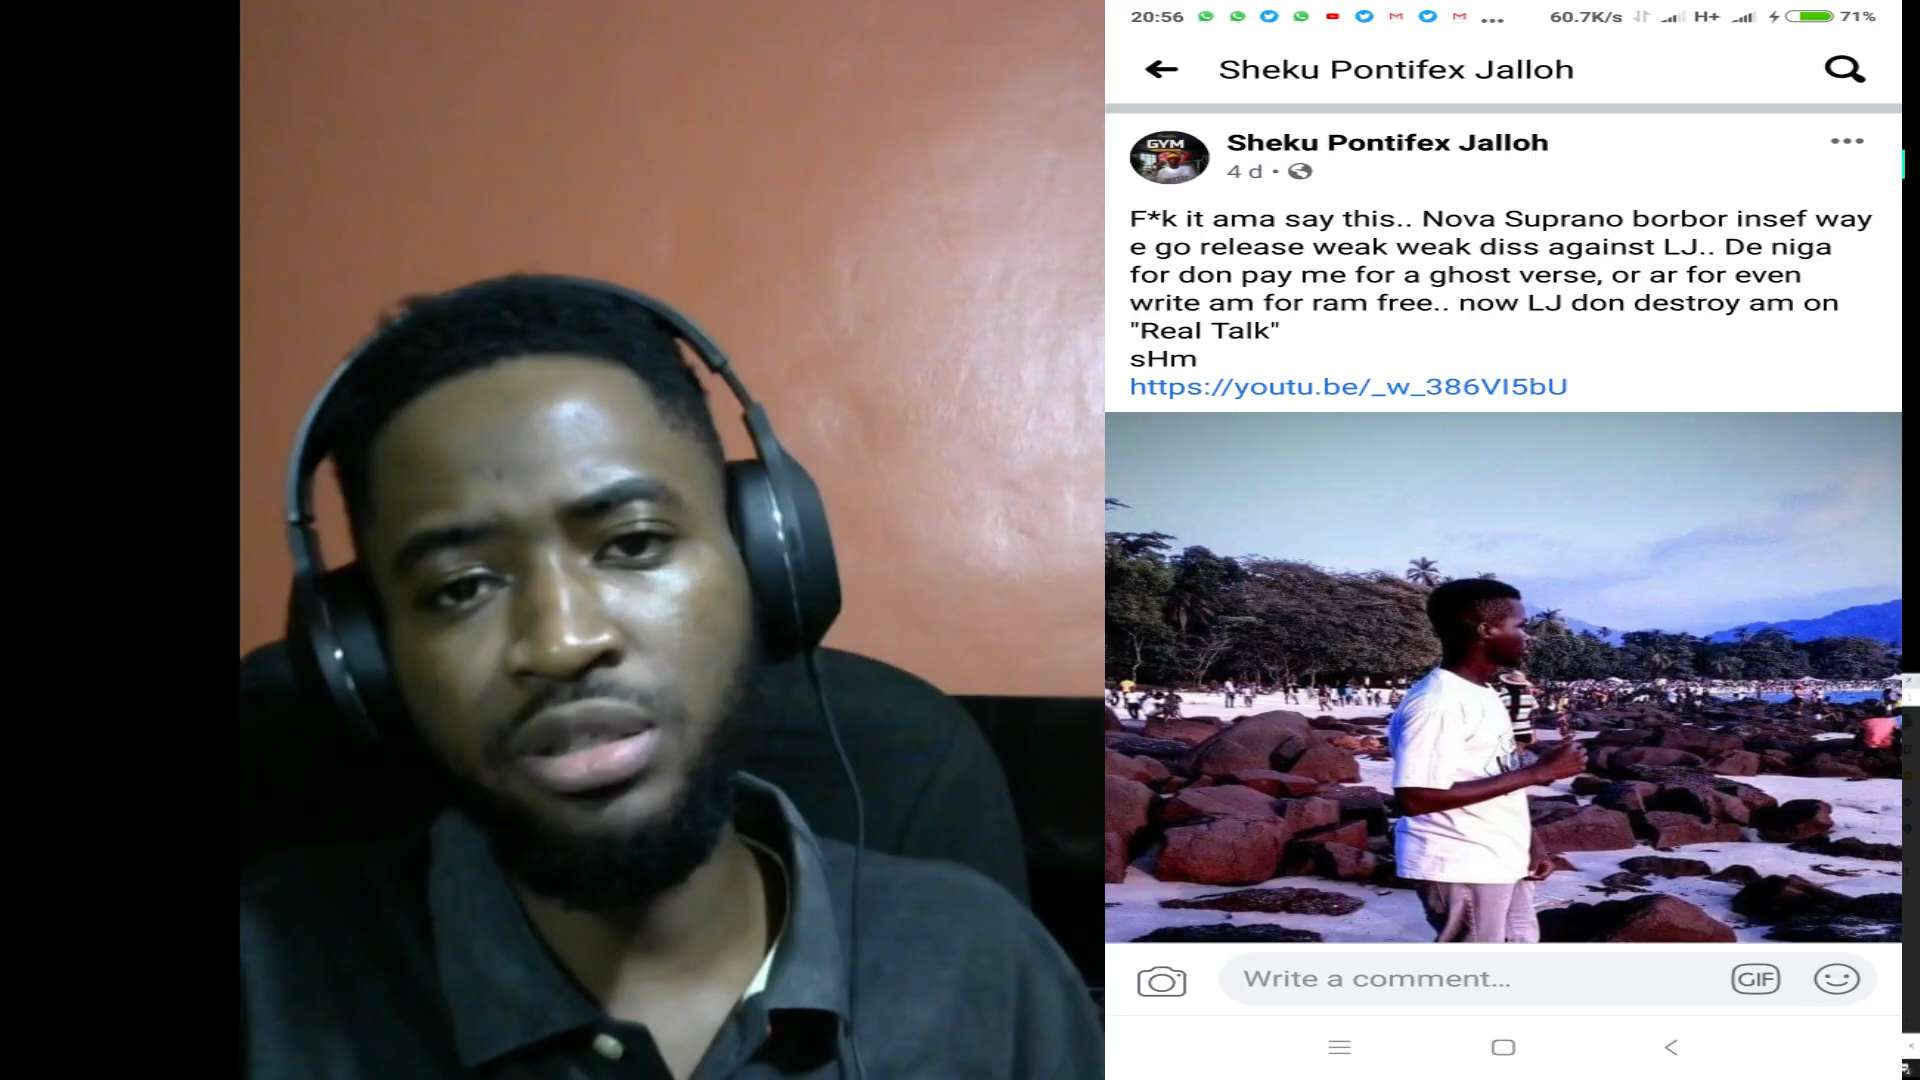 20:56 60.7K/s H+ 71%
Sheku Pontifex Jalloh
GYM
Sheku Pontifex Jalloh
4 d
F*k it ama say this.. Nova Suprano borbor insef way
e go release weak weak diss against LJ.. De niga
for don pay me for a ghost verse, or ar for even
write am for ram free.. now LJ don destroy am on
"Real Talk"
sHm
https://youtu.be/_w_386VI5bU
Write a comment...
GIF